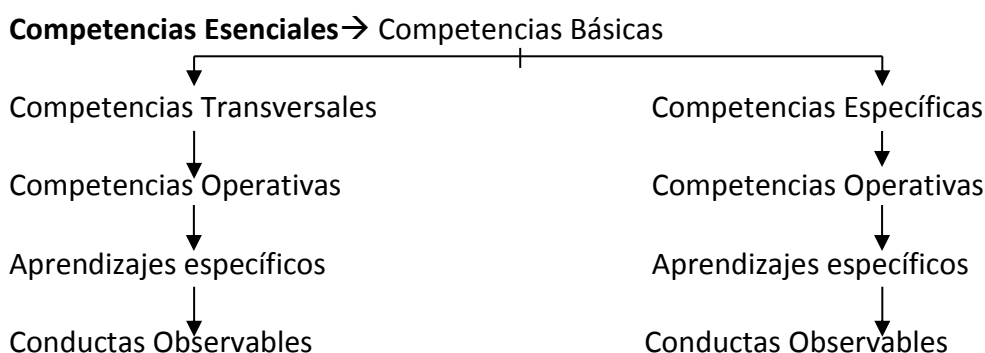 Competencias Esenciales→ Competencias Básicas
Competencias Transversales Competencias Específicas
Competencias Operativas Competencias Operativas
Aprendizajes específicos Aprendizajes específicos
Conductas Observables Conductas Observables